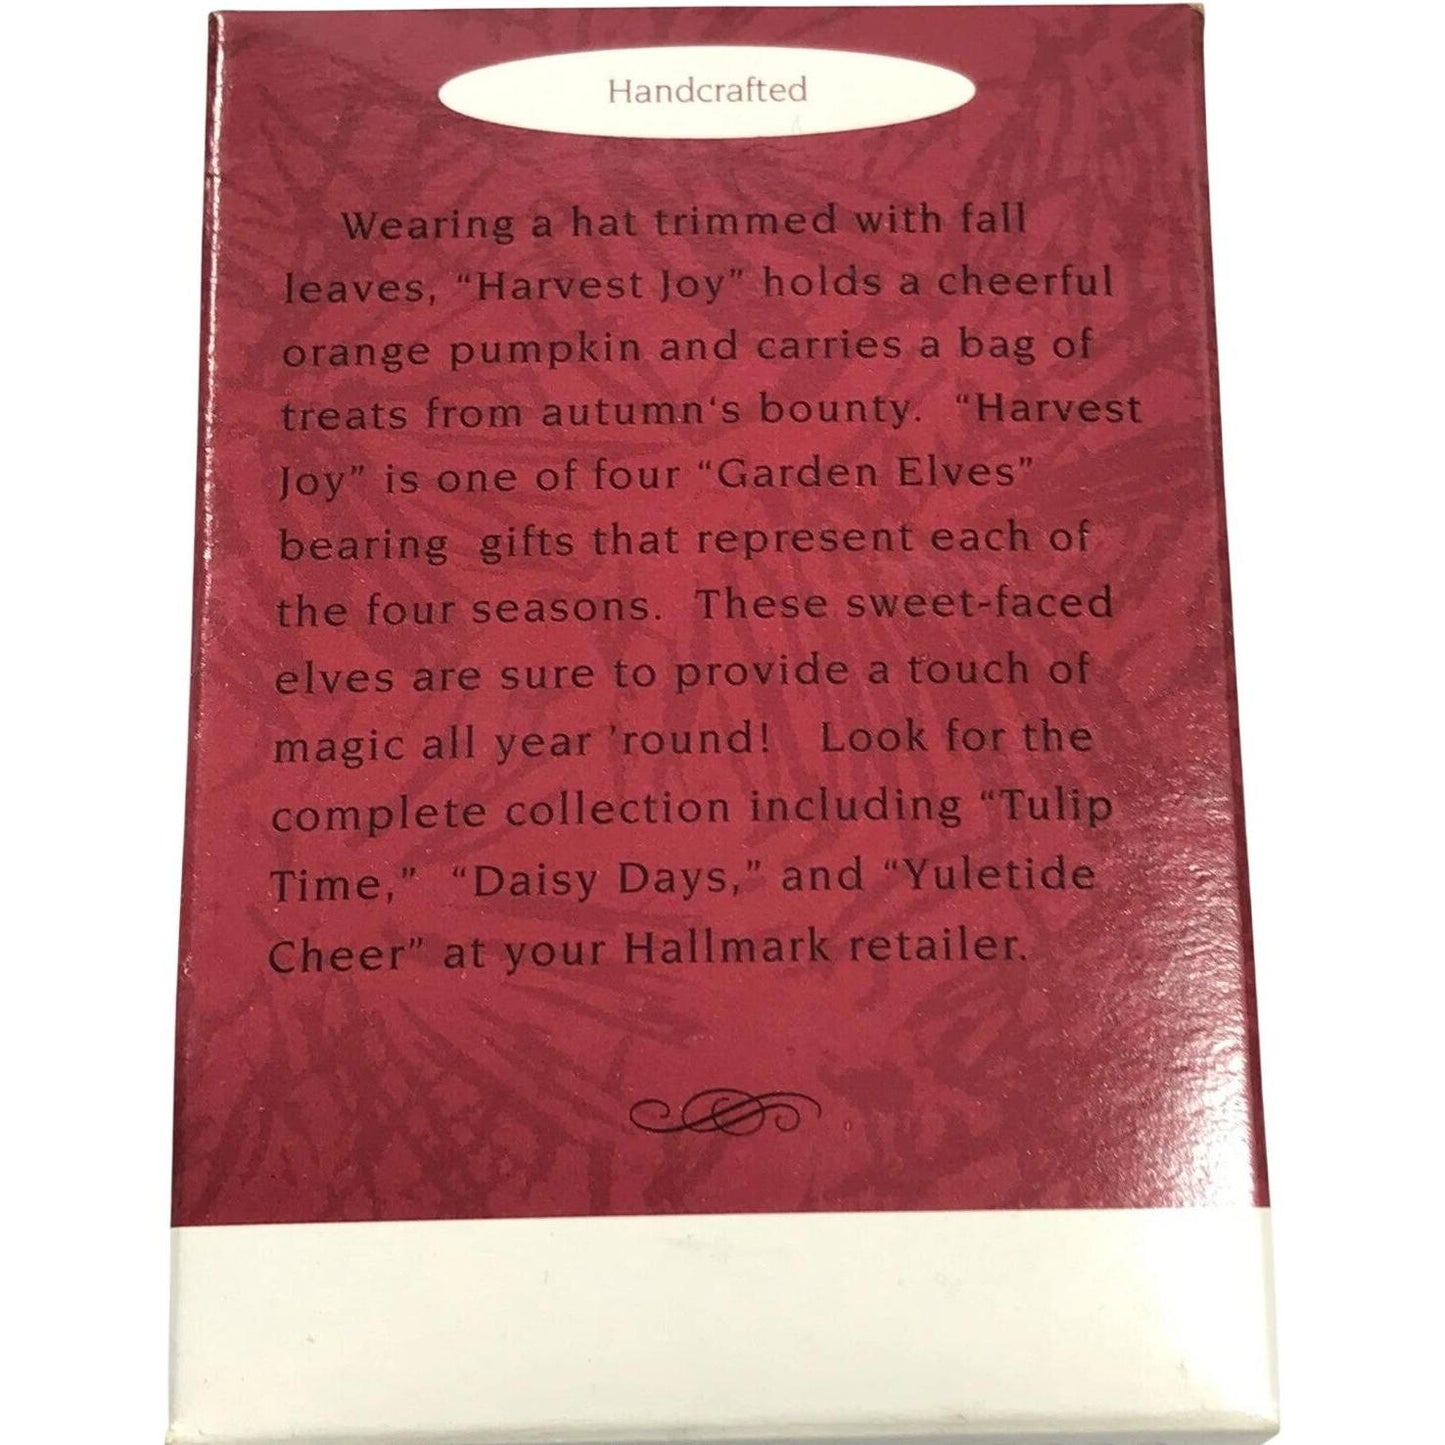 Handcrafted
Wearing a hat trimmed with fall
leaves, “Harvest Joy” holds a cheerful
orange pumpkin and carries a bag of
treats from autumn‘s bounty. “Harvest
Joy” is one of four “Garden Elves”
bearing gifts that represent each of
the four seasons. These sweet-faced
elves are sure to provide a touch of
magic all year ’round! Look for the
complete collection including “Tulip
Time,” “Daisy Days,” and “Yuletide
Cheer” at your Hallmark retailer.